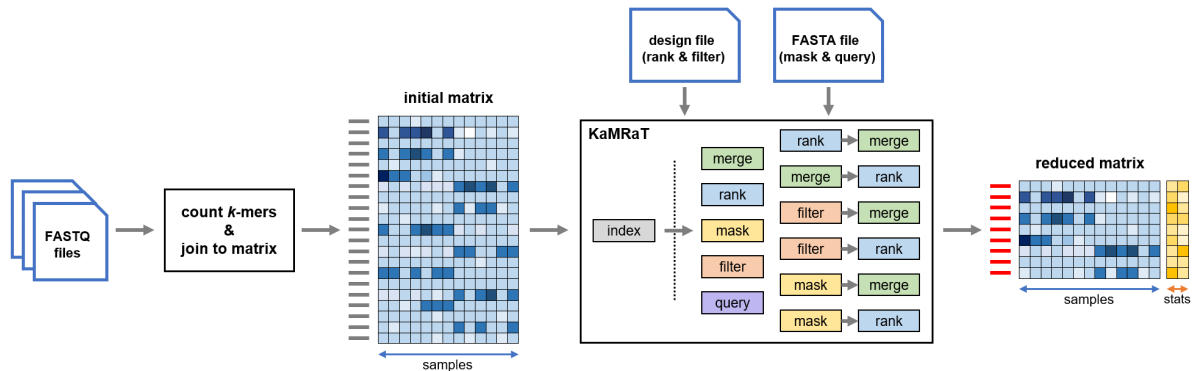 design file
(rank & filter)
FASTA file
(mask & query)
initial matrix
KaMRaT
FASTQ
files
count k-mers
&
join to matrix
index
merge
rank
mask
filter
query
rank
merge
merge
rank
filter
merge
filter
rank
mask
merge
mask
rank
reduced matrix
samples
samples
stats